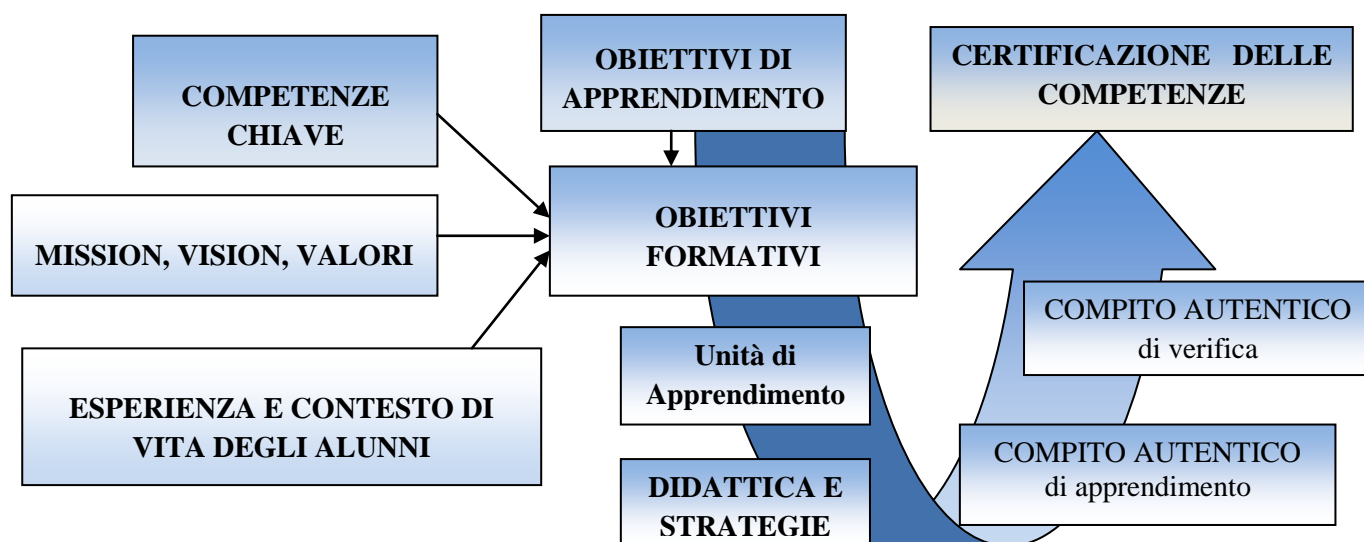 COMPETENZE
CHIAVE
OBIETTIVI DI
APPRENDIMENTO
CERTIFICAZIONE DELLE
COMPETENZE
MISSION, VISION, VALORI
OBIETTIVI
FORMATIVI
ESPERIENZA E CONTESTO DI
VITA DEGLI ALUNNI
Unità di
Apprendimento
DIDATTICA E
STRATEGIE
COMPITO AUTENTICO
di verifica
COMPITO AUTENTICO
di apprendimento